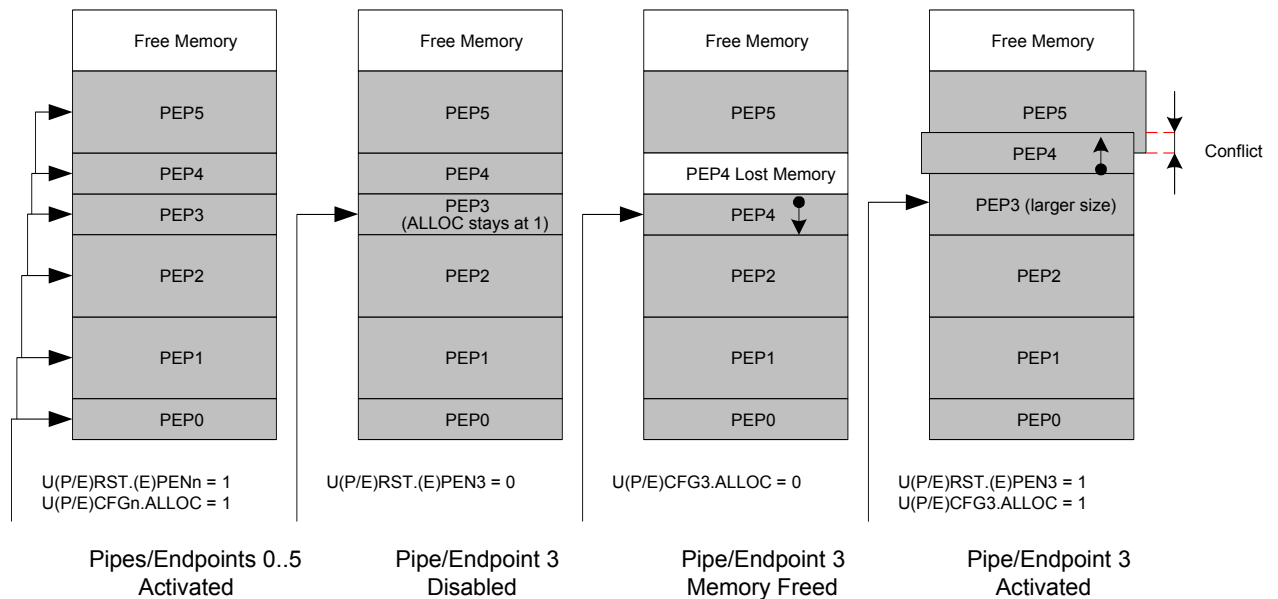 Free Memory
PEP5
PEP4
PEP3
PEP2
PEP1
PEP0
U(P/E)RST.(E)PENn = 1
U(P/E)CFGn.ALLOC = 1
Pipes/Endpoints 0..5
Activated
Free Memory
PEP5
PEP4
PEP3
(ALLOC stays at 1)
PEP2
PEP1
PEP0
U(P/E)RST.(E)PEN3 = 0
Pipe/Endpoint 3
Disabled
Free Memory
PEP5
PEP4 Lost Memory
PEP4
PEP2
PEP1
PEP0
U(P/E)CFG3.ALLOC = 0
Pipe/Endpoint 3
Memory Freed
Free Memory
PEP5
PEP4
Conflict
PEP3 (larger size)
PEP2
PEP1
PEP0
U(P/E)RST.(E)PEN3 = 1
U(P/E)CFG3.ALLOC = 1
Pipe/Endpoint 3
Activated